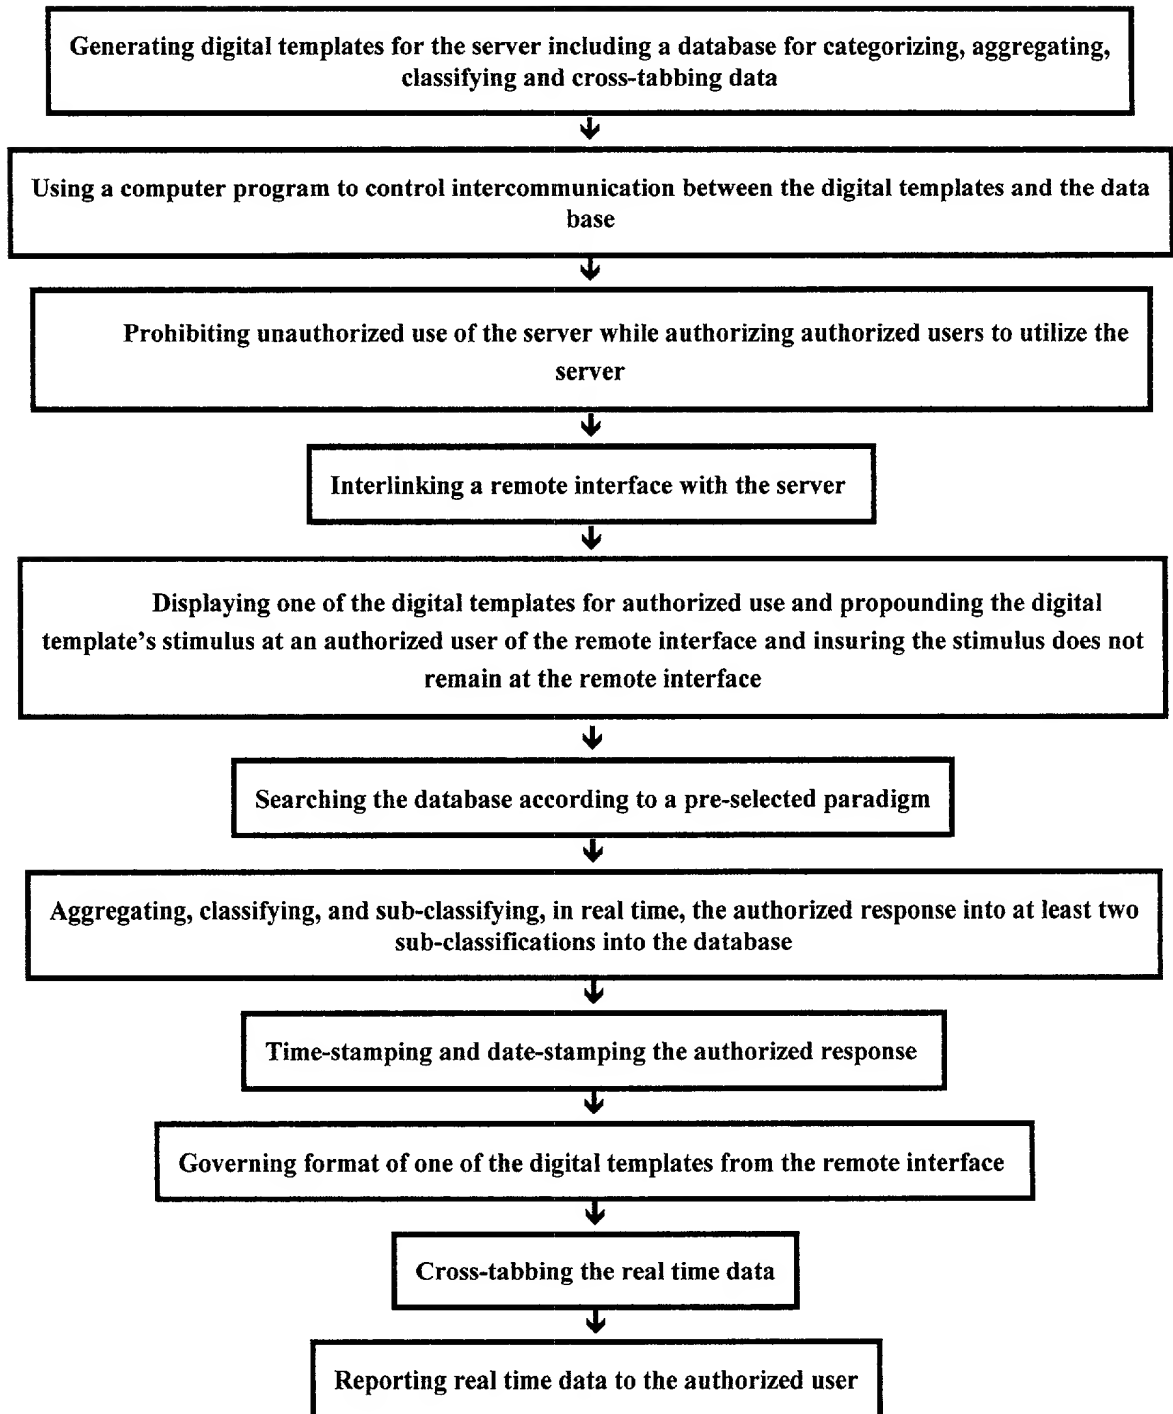 Generating digital templates for the server including a database for categorizing, aggregating,
classifying and cross-tabbing data
Using a computer program to control intercommunication between the digital templates and the data
base
Prohibiting unauthorized use of the server while authorizing authorized users to utilize the
server
Interlinking a remote interface with the server
Displaying one of the digital templates for authorized use and propounding the digital
template's stimulus at an authorized user of the remote interface and insuring the stimulus does not
remain at the remote interface
Searching the database according to a pre-selected paradigm
Aggregating, classifying, and sub-classifying, in real time, the authorized response into at least two
sub-classifications into the database
Time-stamping and date-stamping the authorized response
Governing format of one of the digital templates from the remote interface
Cross-tabbing the real time data
Reporting real time data to the authorized user